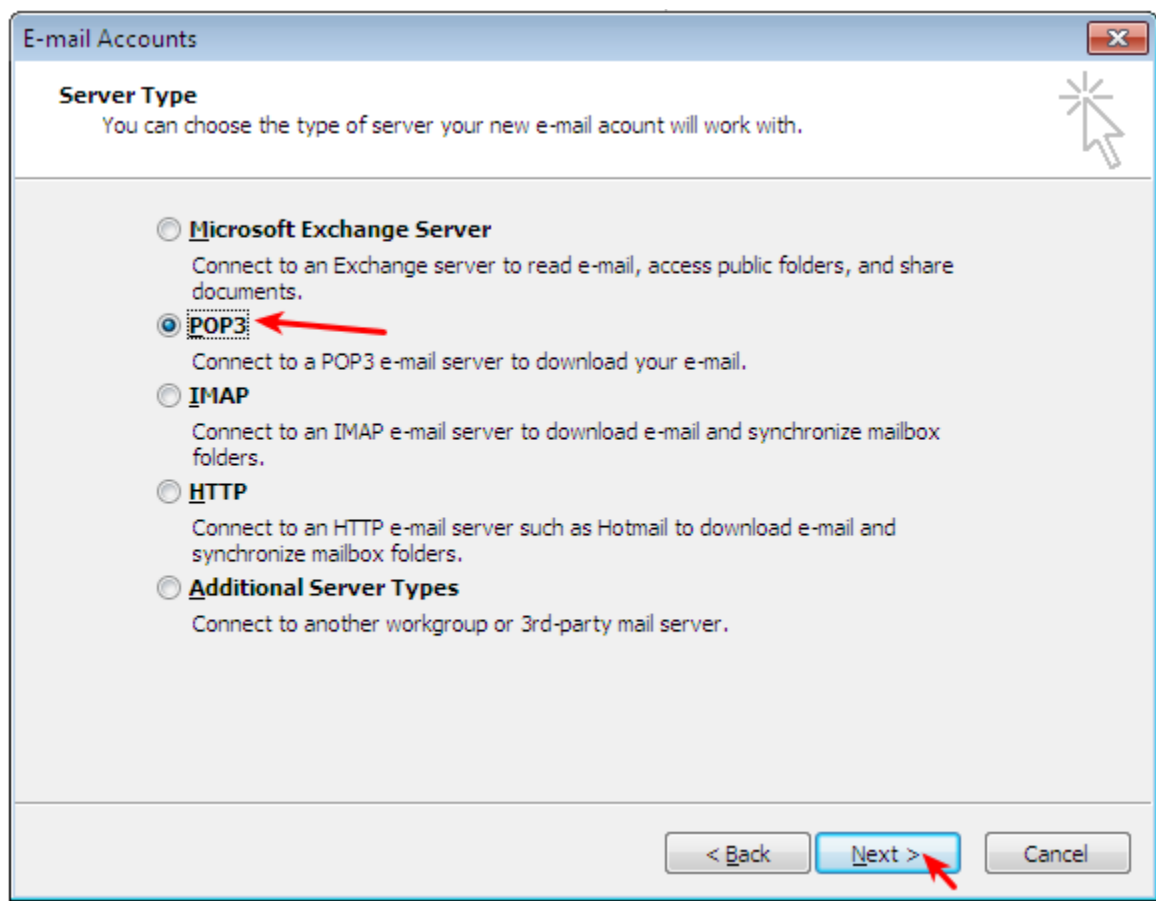 E-mail Accounts
Server Type
You can choose the type of server your new e-mail acount will work with.
Microsoft Exchange Server
Connect to an Exchange server to read e-mail, access public folders, and share
documents.
POP3
Connect to a POP3 e-mail server to download your e-mail.
IMAP
Connect to an IMAP e-mail server to download e-mail and synchronize mailbox
folders.
HTTP
Connect to an HTTP e-mail server such as Hotmail to download e-mail and
synchronize mailbox folders.
Additional Server Types
Connect to another workgroup or 3rd-party mail server.
< Back Next > Cancel